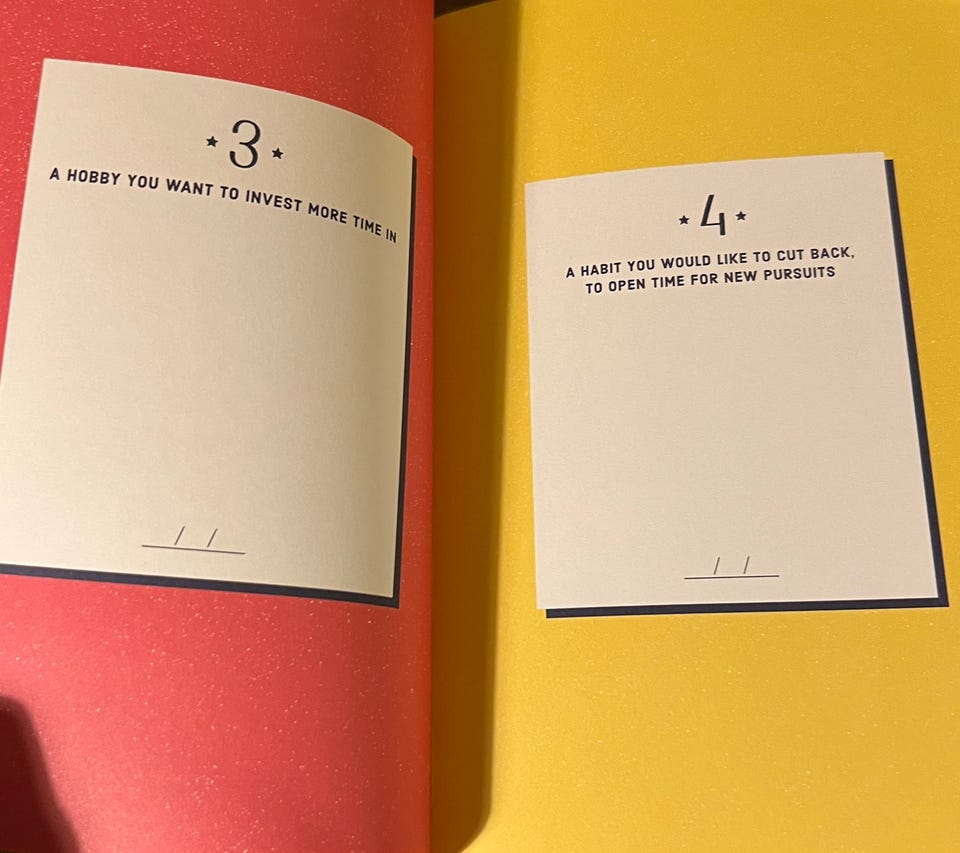 ★ 3 ★
A HOBBY YOU WANT TO INVEST MORE TIME IN
/ /
★ 4 ★
A HABIT YOU WOULD LIKE TO CUT BACK,
TO OPEN TIME FOR NEW PURSUITS
/ /